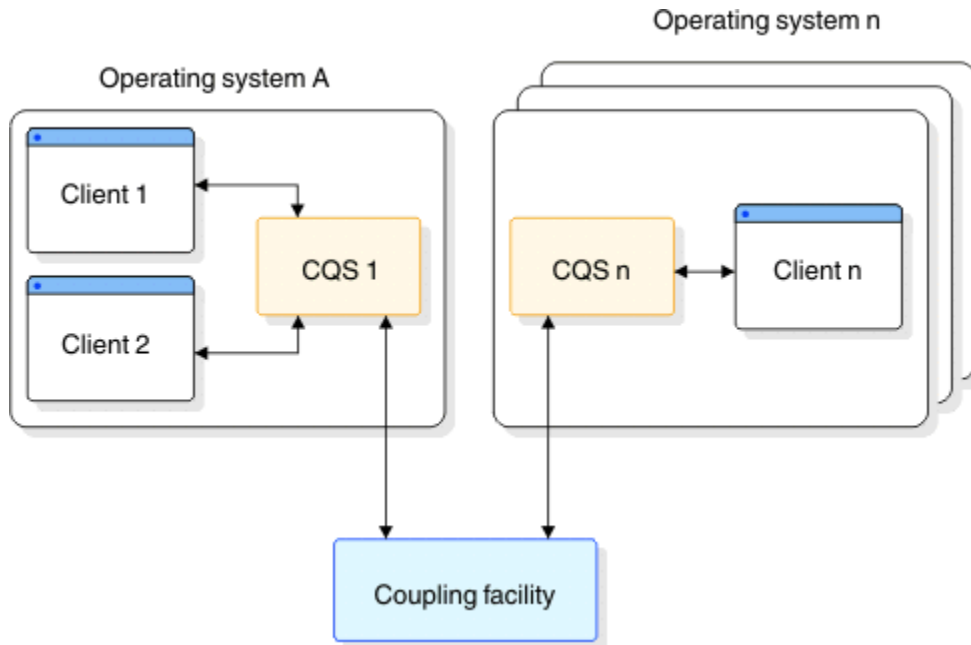 Operating system A
Client 1
Client 2
CQS 1
Operating system n
CQS n
Client n
Coupling facility